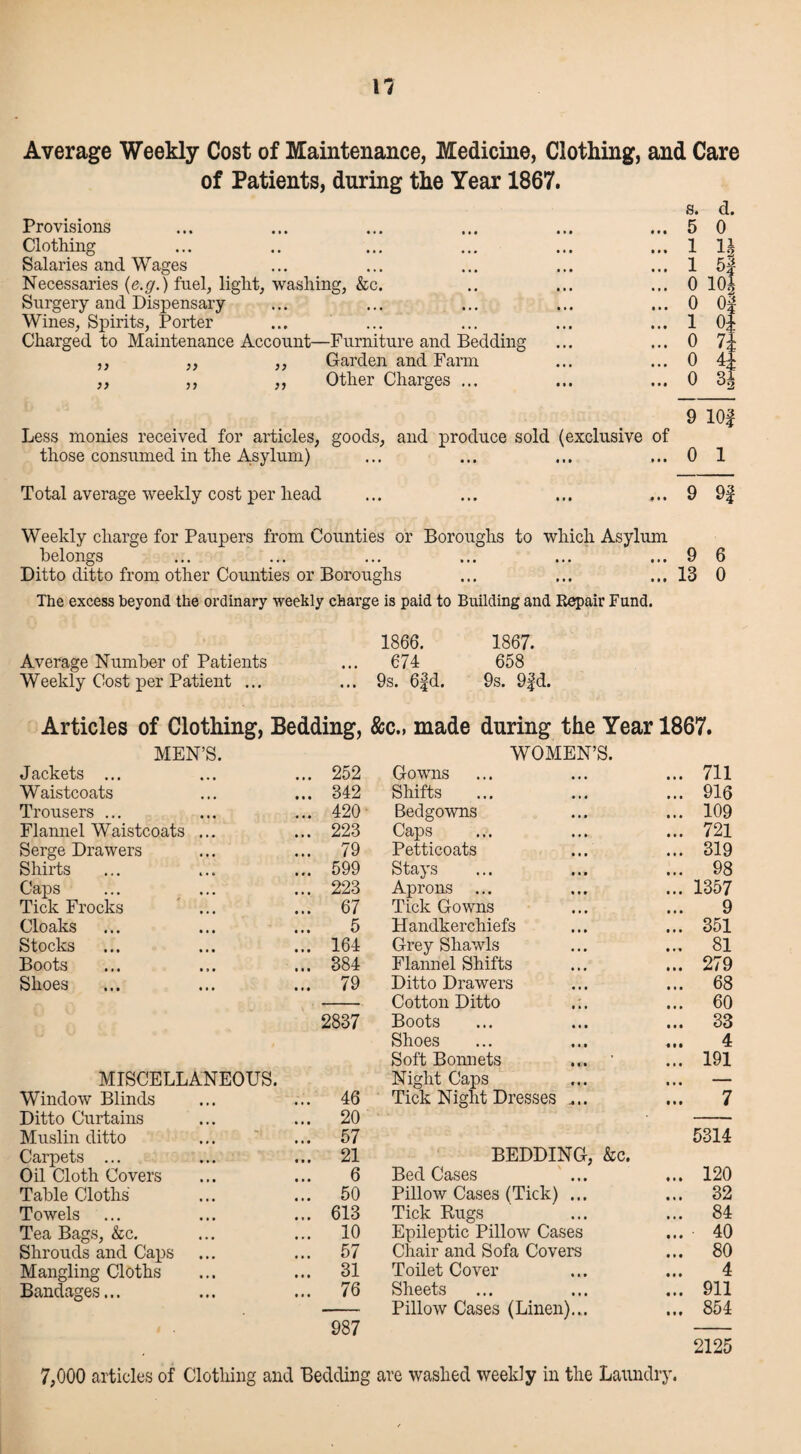 17
Average Weekly Cost of Maintenance, Medicine, Clothing, and Care
of Patients, during the Year 1867.
s. d.
Provisions ... ... ... ... ... ... 5 0
Clothing ... .. ... ... ... ... 1 1½
Salaries and Wages ... ... ... ... ... 1 5¾
Necessaries (e.g.) fuel, light, washing, &c. .. ... ... 0 10½
Surgery and Dispensary ... ... ... ... ... 0 0¾
Wines, Spirits, Porter ... ... ... ... ... 1 0¼
Charged to Maintenance Account—Furniture and Bedding ... ... 0 7¼
,, ,, ,, Garden and Farm ... ... 0 4¼
,, ,, ,, Other Charges ... ... ... 0 3½
9 10¾
Less monies received for articles, goods, and produce sold (exclusive of
those consumed in the Asylum) ... ... ... ... 0 1
Total average weekly cost per head ... ... ... ... 9 9¾
Weekly charge for Paupers from Counties or Boroughs to which Asylum
belongs ... ... ... ... ... ... 9 6
Ditto ditto from other Counties or Boroughs ... ... ... 13 0
The excess beyond the ordinary weekly charge is paid to Building and Repair Fund.
1866. 1867.
Average Number of Patients ... 674 658
Weekly Cost per Patient ... ... 9s. 6¾d. 9s. 9¾d.
Articles of Clothing, Bedding, &c., made during the Year 1867.
MEN'S.
Jackets ... ... ... 252
Waistcoats ... ... 342
Trousers ... ... ... 420
Flannel Waistcoats ... ... 223
Serge Drawers ... ... 79
Shirts ... ... ... 599
Caps ... ... ... 223
Tick Frocks ... ... 67
Cloaks ... ... ... 5
Stocks ... ... ... 164
Boots ... ... ... 384
Shoes ... ... ... 79
2837
MISCELLANEOUS.
Window Blinds ... ... 46
Ditto Curtains ... ... 20
Muslin ditto ... ... 57
Carpets ... ... ... 21
Oil Cloth Covers ... ... 6
Table Cloths ... ... 50
Towels ... ... ... 613
Tea Bags, &c. ... ... 10
Shrouds and Caps ... ... 57
Mangling Cloths ... ... 31
Bandages... ... ... 76
987
WOMEN'S.
Gowns ... ... ... 711
Shifts ... ... ... 916
Bedgowns ... ... 109
Caps ... ... ... 721
Petticoats ... ... 319
Stays ... ... ... 98
Aprons ... ... ... 1357
Tick Gowns ... ... 9
Handkerchiefs ... ... 351
Grey Shawls ... ... 81
Flannel Shifts ... ... 279
Ditto Drawers ... ... 68
Cotton Ditto ... ... 60
Boots ... ... ... 33
Shoes ... ... ... 4
Soft Bonnets ... ... 191
Night Caps ... ... —
Tick Night Dresses ... ... 7
5314
BEDDING, &c.
Bed Cases ... ... 120
Pillow Cases (Tick) ... ... 32
Tick Rugs ... ... 84
Epileptic Pillow Cases ... 40
Chair and Sofa Covers ... 80
Toilet Cover ... ... 4
Sheets ... ... ... 911
Pillow Cases (Linen)... ... 854
2125
7,000 articles of Clothing and Bedding are washed weekly in the Laundry.